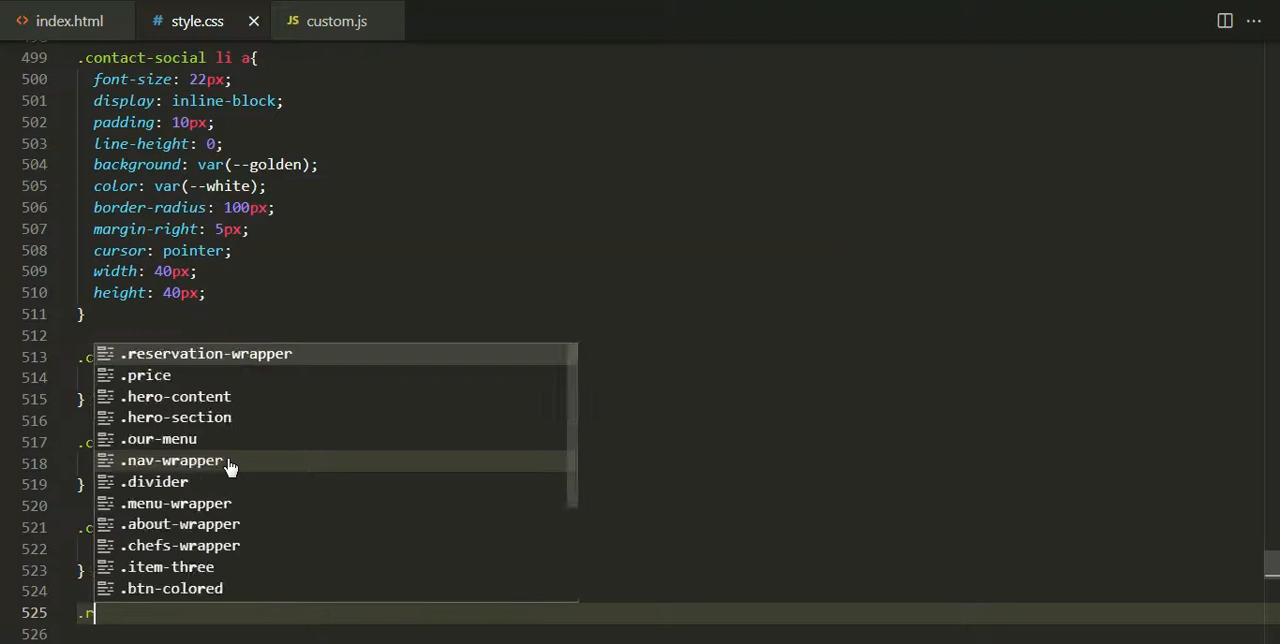 <> index.html # style.css × JS custom.js ···
499 .contact-social li a{
500 font-size: 22px;
501 display: inline-block;
502 padding: 10px;
503 line-height: 0;
504 background: var(--golden);
505 color: var(--white);
506 border-radius: 100px;
507 margin-right: 5px;
508 cursor: pointer;
509 width: 40px;
510 height: 40px;
511 }
512
513 .c .reservation-wrapper
514 .price
515 } .hero-content
516 .hero-section
517 .c .our-menu
518 .nav-wrapper
519 } .divider
520 .menu-wrapper
521 .c .about-wrapper
522 .chefs-wrapper
523 } .item-three
524 .btn-colored
525 .r
526